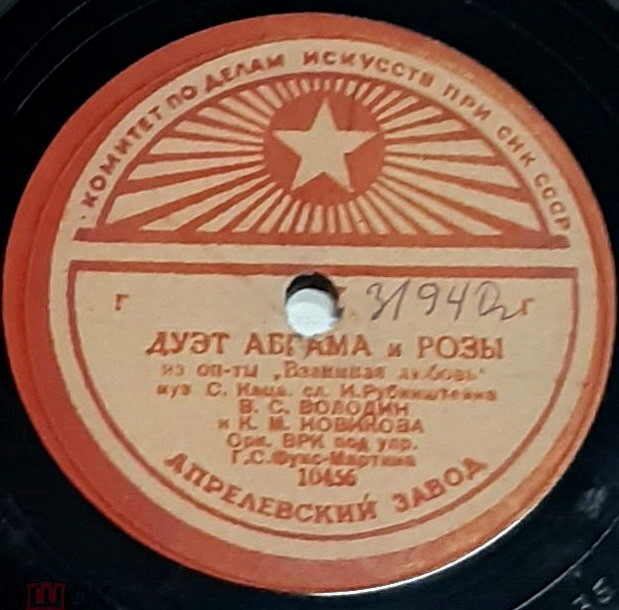 КОМИТЕТ ПО ДЕЛАМ ИСКУССТВ ПРИ СНК СССР
Г Г
ДУЭТ АБРАМА и РОЗЫ
из оп-ты „Взаимная любовь"
муз С. Каца. сл. И. Рубинштейна
В. С. ВОЛОДИН
и К. М. НОВИКОВА
Орк. ВРК под упр.
Г. С. Фукс-Мартина
10456
АПРЕЛЕВСКИЙ ЗАВОД